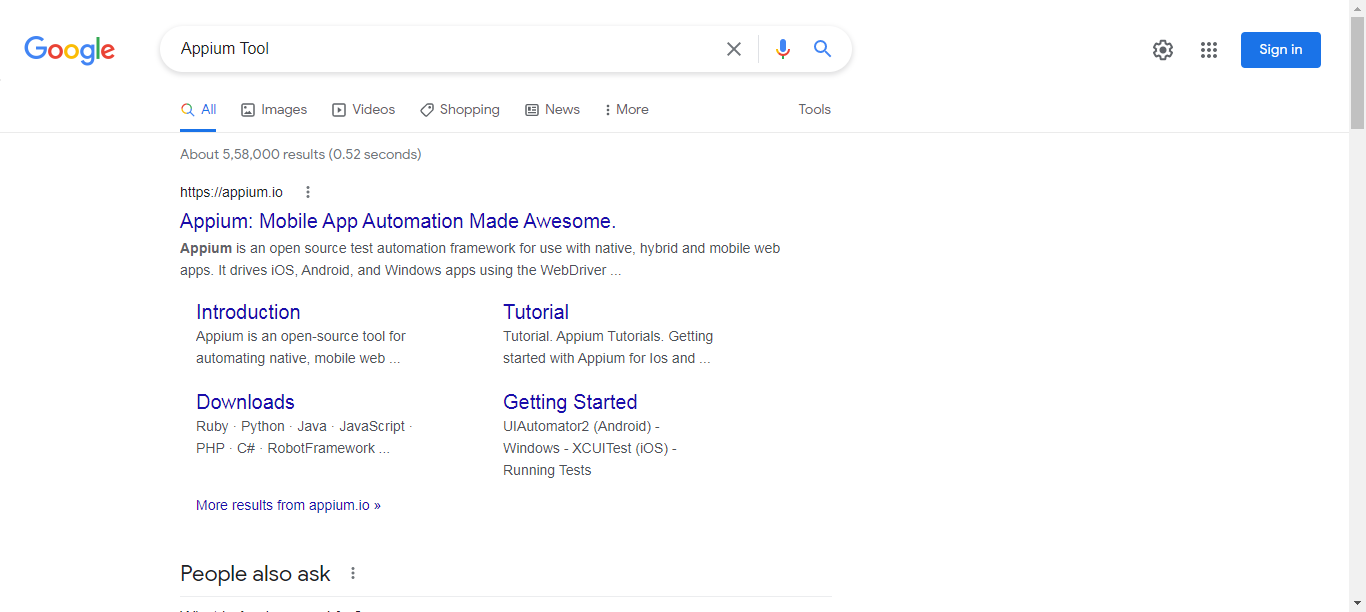 Google
Appium Tool
Sign in
All Images Videos Shopping News More Tools
About 5,58,000 results (0.52 seconds)
https://appium.io
Appium: Mobile App Automation Made Awesome.
Appium is an open source test automation framework for use with native, hybrid and mobile web
apps. It drives iOS, Android, and Windows apps using the WebDriver ...
Introduction
Appium is an open-source tool for
automating native, mobile web ...
Tutorial
Tutorial. Appium Tutorials. Getting
started with Appium for Ios and ...
Downloads
Ruby · Python · Java · JavaScript ·
PHP · C# · RobotFramework ...
Getting Started
UIAutomator2 (Android) -
Windows - XCUITest (iOS) -
Running Tests
More results from appium.io »
People also ask